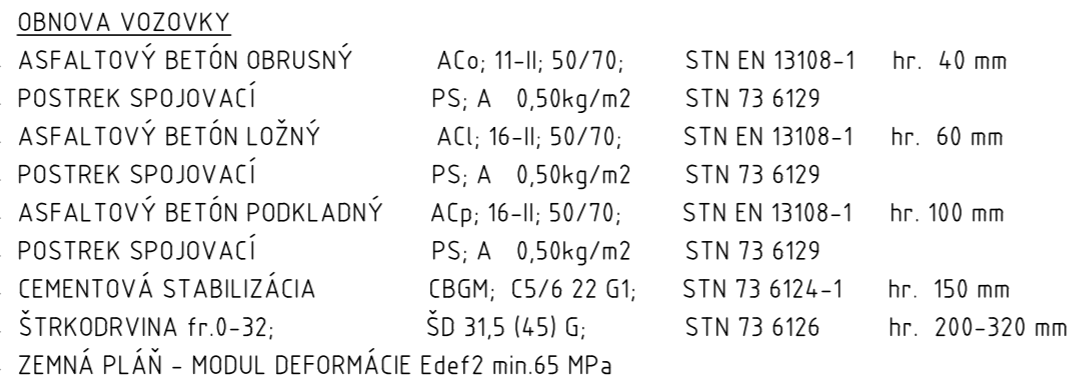 OBNOVA VOZOVKY
ASFALTOVÝ BETÓN OBRUSNÝ ACo; 11-II; 50/70; STN EN 13108-1 hr. 40 mm
POSTREK SPOJOVACÍ PS; A 0,50kg/m2 STN 73 6129
ASFALTOVÝ BETÓN LOŽNÝ ACl; 16-II; 50/70; STN EN 13108-1 hr. 60 mm
POSTREK SPOJOVACÍ PS; A 0,50kg/m2 STN 73 6129
ASFALTOVÝ BETÓN PODKLADNÝ ACp; 16-II; 50/70; STN EN 13108-1 hr. 100 mm
POSTREK SPOJOVACÍ PS; A 0,50kg/m2 STN 73 6129
CEMENTOVÁ STABILIZÁCIA CBGM; C5/6 22 G1; STN 73 6124-1 hr. 150 mm
ŠTRKODRVINA fr.0-32; ŠD 31,5 (45) G; STN 73 6126 hr. 200-320 mm
ZEMNÁ PLÁŇ - MODUL DEFORMÁCIE Edef2 min.65 MPa